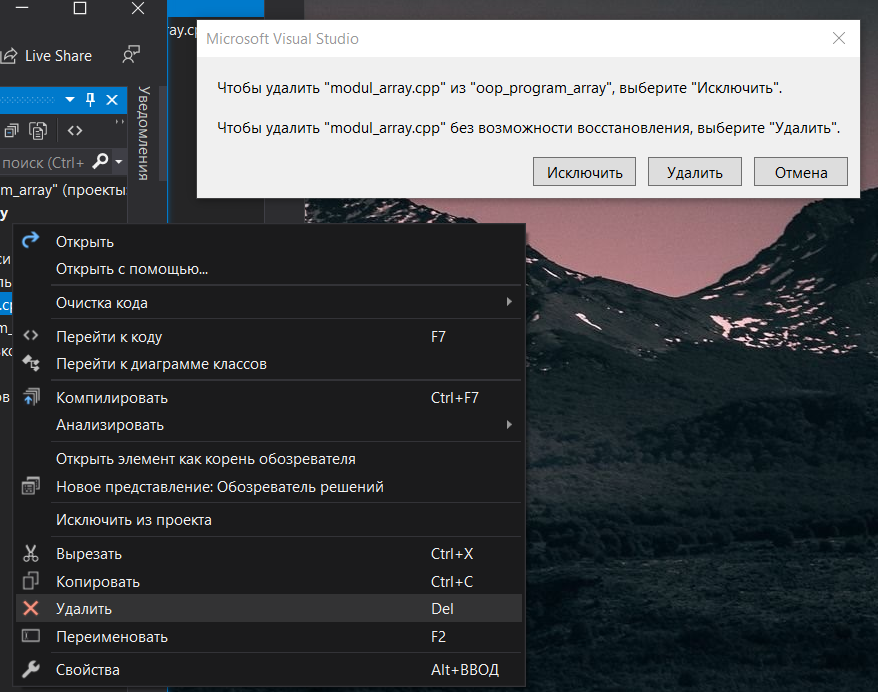 ray.cp
Microsoft Visual Studio
Live Share
Чтобы удалить "modul_array.cpp" из "oop_program_array", выберите "Исключить".
Чтобы удалить "modul_array.cpp" без возможности восстановления, выберите "Удалить".
Исключить
Удалить
Отмена
Уведомления
поиск (Ctrl+
m_array" (проекты:
Открыть
Открыть с помощью...
Очистка кода
Перейти к коду F7
Перейти к диаграмме классов
Компилировать Ctrl+F7
Анализировать
Открыть элемент как корень обозревателя
Новое представление: Обозреватель решений
Исключить из проекта
Вырезать Ctrl+X
Копировать Ctrl+C
Удалить Del
Переименовать F2
Свойства Alt+ВВОД